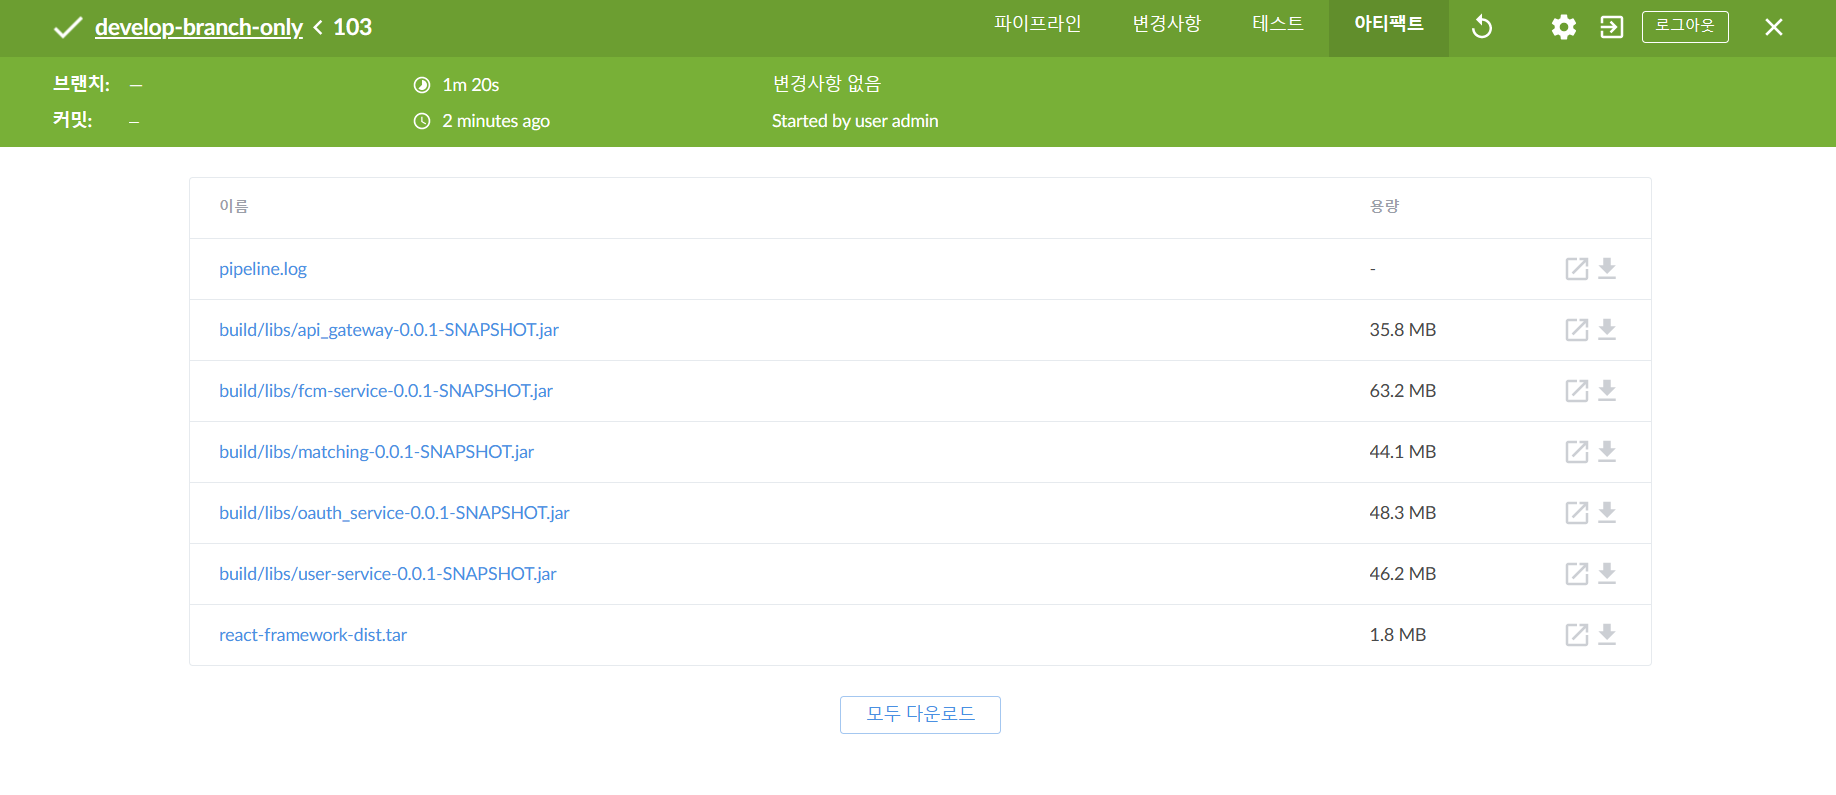 develop-branch-only < 103 파이프라인 변경사항 테스트 아티팩트 로그아웃
브랜치: — 1m 20s 변경사항 없음
커밋: – 2 minutes ago Started by user admin
이름 용량
pipeline.log -
build/libs/api_gateway-0.0.1-SNAPSHOT.jar 35.8 MB
build/libs/fcm-service-0.0.1-SNAPSHOT.jar 63.2 MB
build/libs/matching-0.0.1-SNAPSHOT.jar 44.1 MB
build/libs/oauth_service-0.0.1-SNAPSHOT.jar 48.3 MB
build/libs/user-service-0.0.1-SNAPSHOT.jar 46.2 MB
react-framework-dist.tar 1.8 MB
모두 다운로드